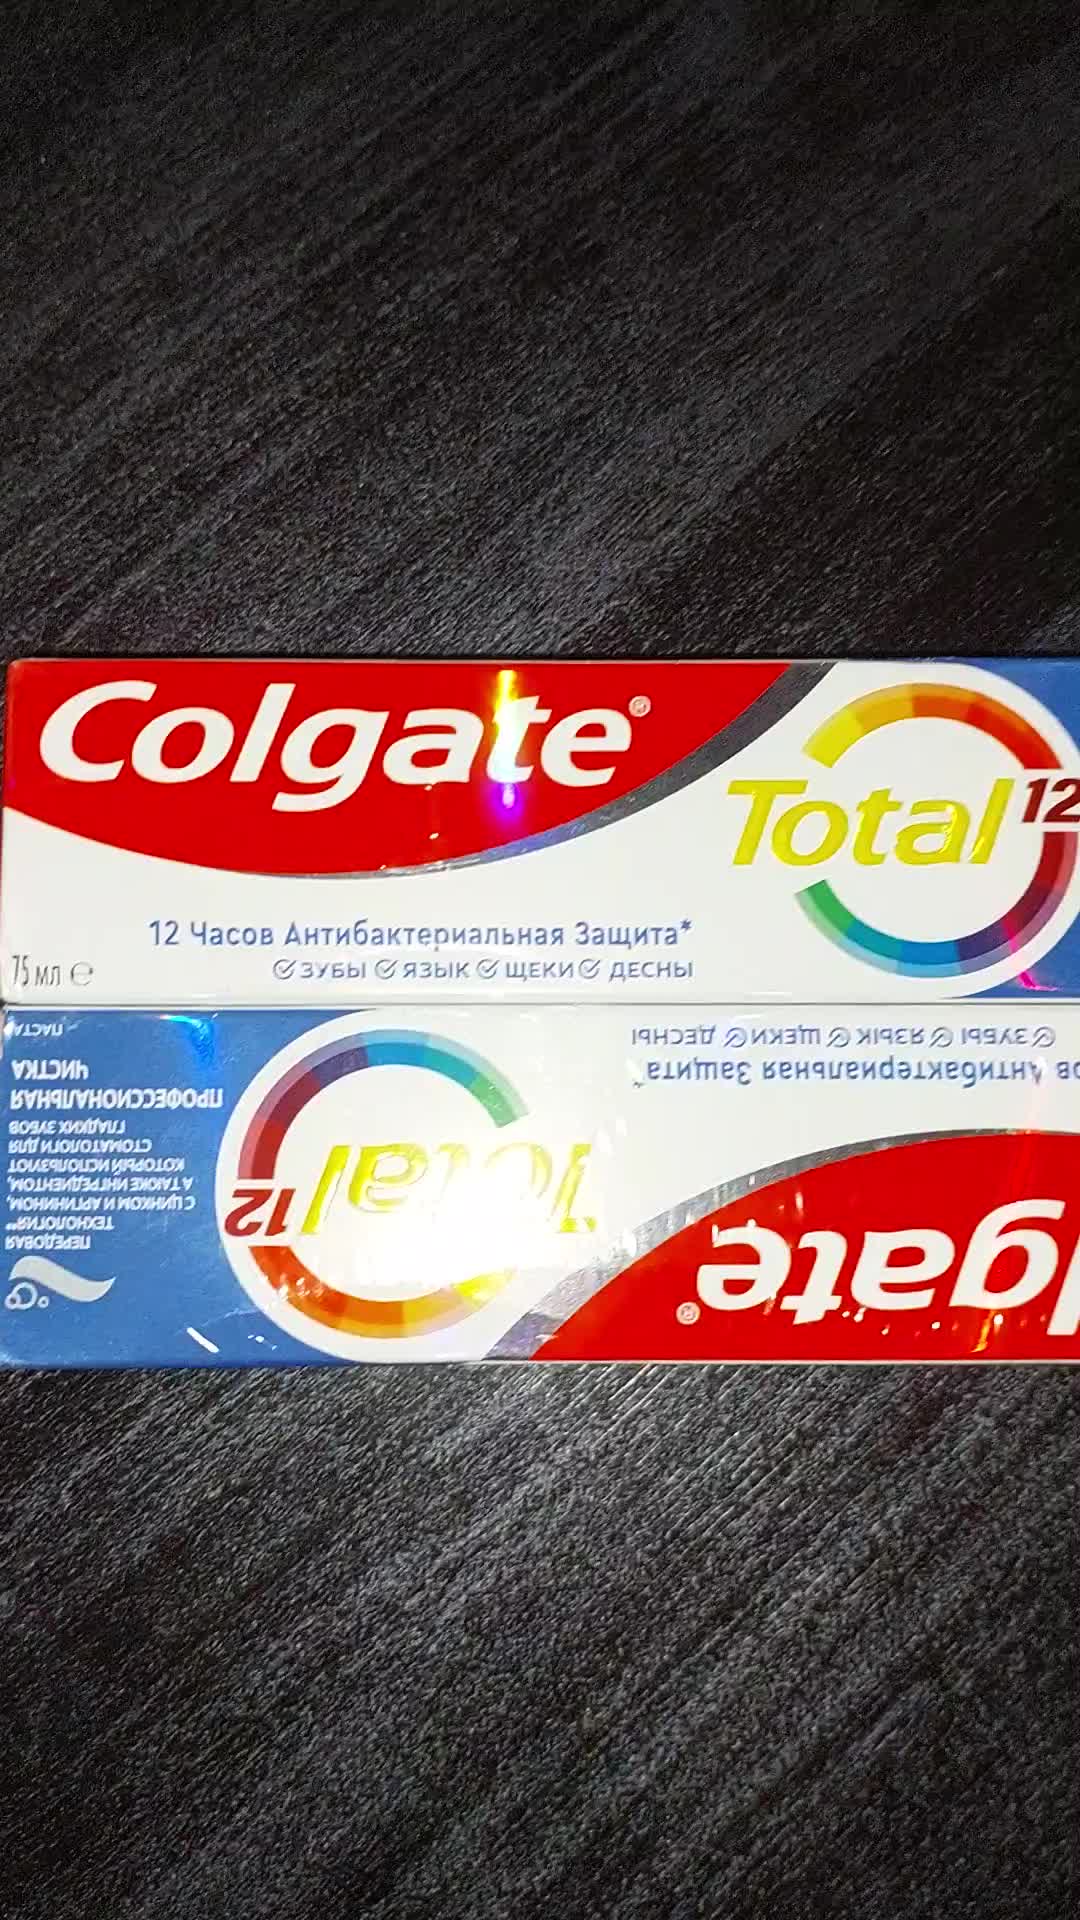 Colgate®
Total 12
12 Часов Антибактериальная Защита*
ЗУБЫ ЯЗЫК ЩЕКИ ДЕСНЫ
75 мл ℮
Total 12
ПЕРЕДОВАЯ
ТЕХНОЛОГИЯ**
С ЦИНКОМ И АРГИНИНОМ,
А ТАКЖЕ ИНГРЕДИЕНТОМ,
КОТОРЫЙ ИСПОЛЬЗУЮТ
СТОМАТОЛОГИ ДЛЯ
ГЛАДКИХ ЗУБОВ
ПРОФЕССИОНАЛЬНАЯ
ЧИСТКА
ПАСТА
lgate®
ов Антибактериальная Защита*
ЗУБЫ ЯЗЫК ЩЕКИ ДЕСНЫ